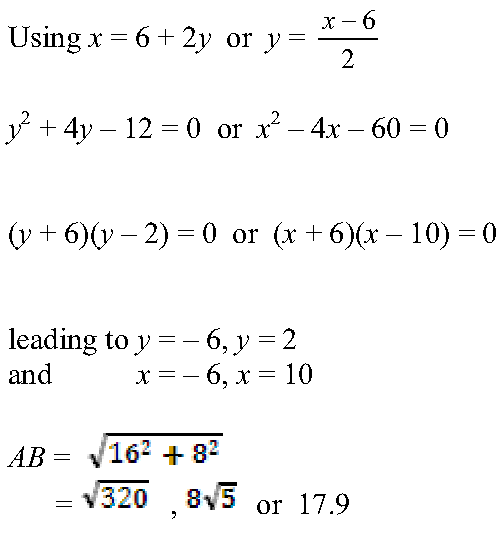 Using x = 6 + 2y or y = (x – 6)/2
y² + 4y – 12 = 0 or x² – 4x – 60 = 0
(y + 6)(y – 2) = 0 or (x + 6)(x – 10) = 0
leading to y = – 6, y = 2
and x = – 6, x = 10
AB = √(16² + 8²)
= √320 , 8√5 or 17.9